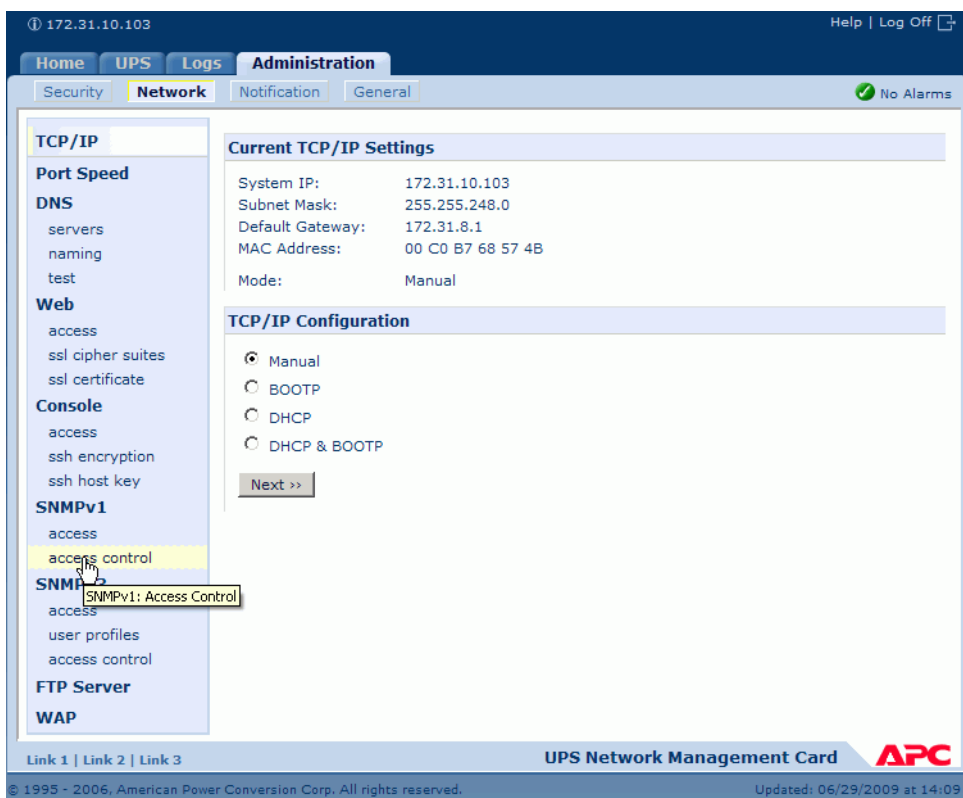 172.31.10.103
Help | Log Off
Home UPS Logs Administration
Security Network Notification General
No Alarms
TCP/IP
Port Speed
DNS
servers
naming
test
Web
access
ssl cipher suites
ssl certificate
Console
access
ssh encryption
ssh host key
SNMPv1
access
access control
SNMPv1: Access Control
access
user profiles
access control
FTP Server
WAP
Current TCP/IP Settings
System IP: 172.31.10.103
Subnet Mask: 255.255.248.0
Default Gateway: 172.31.8.1
MAC Address: 00 C0 B7 68 57 4B
Mode: Manual
TCP/IP Configuration
Manual
BOOTP
DHCP
DHCP & BOOTP
Next >>
Link 1 | Link 2 | Link 3
UPS Network Management Card
APC
© 1995 - 2006, American Power Conversion Corp. All rights reserved.
Updated: 06/29/2009 at 14:09